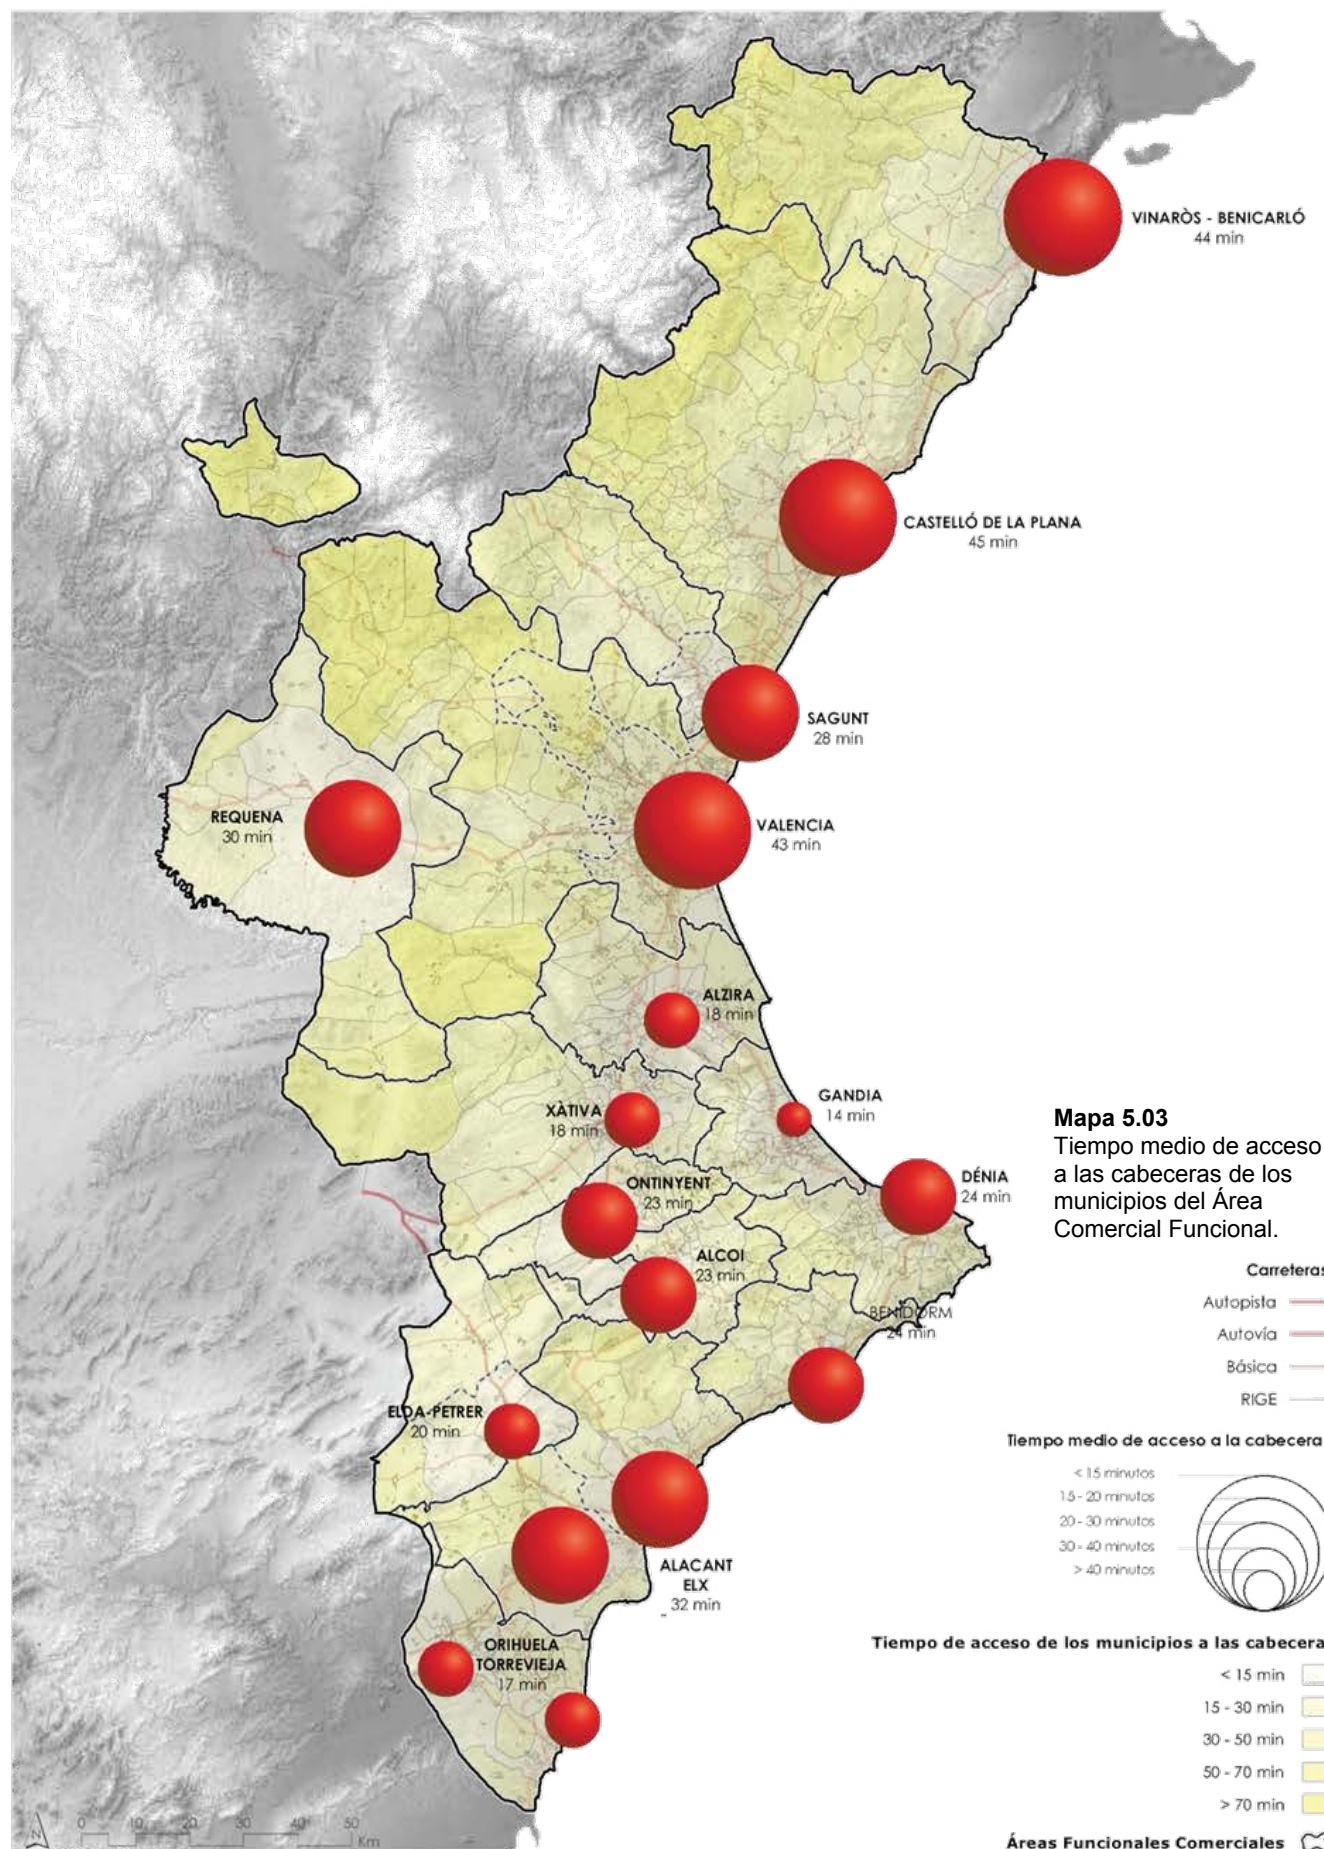 VINARÒS - BENICARLÓ
44 min
CASTELLÓ DE LA PLANA
45 min
SAGUNT
28 min
REQUENA
30 min
VALENCIA
43 min
ALZIRA
18 min
XÀTIVA
18 min
GANDIA
14 min
ONTINYENT
23 min
DÉNIA
24 min
ALCOI
23 min
BENIDORM
24 min
ELDA-PETRER
20 min
ALACANT
ELX
32 min
ORIHUELA
TORREVIEJA
17 min
Mapa 5.03
Tiempo medio de acceso
a las cabeceras de los
municipios del Área
Comercial Funcional.
Carreteras
Autopista
Autovía
Básica
RIGE
Tiempo medio de acceso a la cabecera
< 15 minutos
15 - 20 minutos
20 - 30 minutos
30 - 40 minutos
> 40 minutos
Tiempo de acceso de los municipios a las cabecera
< 15 min
15 - 30 min
30 - 50 min
50 - 70 min
> 70 min
Áreas Funcionales Comerciales
N
0 10 20 30 40 50
Km